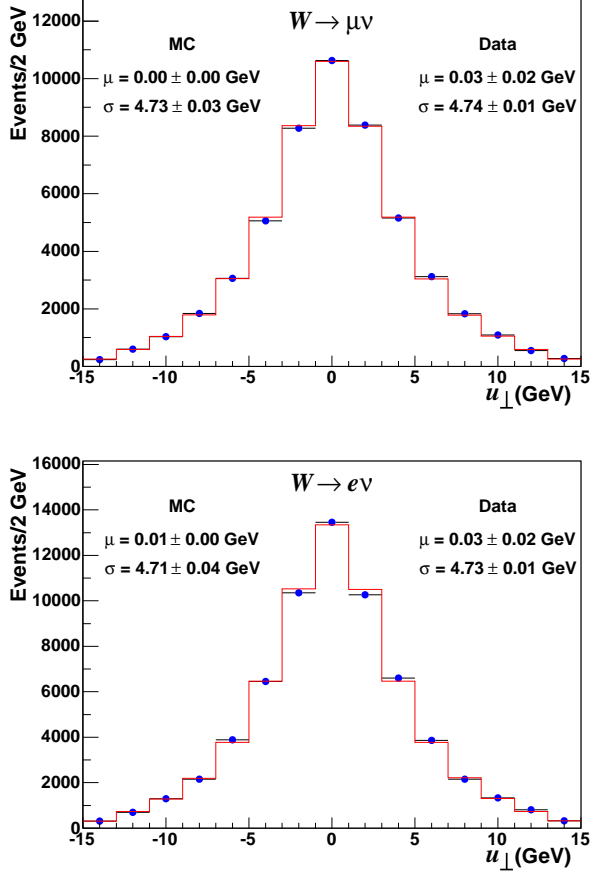 W → μν
MC
Data
μ = 0.00 ± 0.00 GeV
μ = 0.03 ± 0.02 GeV
σ = 4.73 ± 0.03 GeV
σ = 4.74 ± 0.01 GeV
Events/2 GeV
12000
10000
8000
6000
4000
2000
0
-15 -10 -5 0 5 10 15
u⊥(GeV)
W → eν
MC
Data
μ = 0.01 ± 0.00 GeV
μ = 0.03 ± 0.02 GeV
σ = 4.71 ± 0.04 GeV
σ = 4.73 ± 0.01 GeV
Events/2 GeV
16000
14000
12000
10000
8000
6000
4000
2000
0
-15 -10 -5 0 5 10 15
u⊥(GeV)